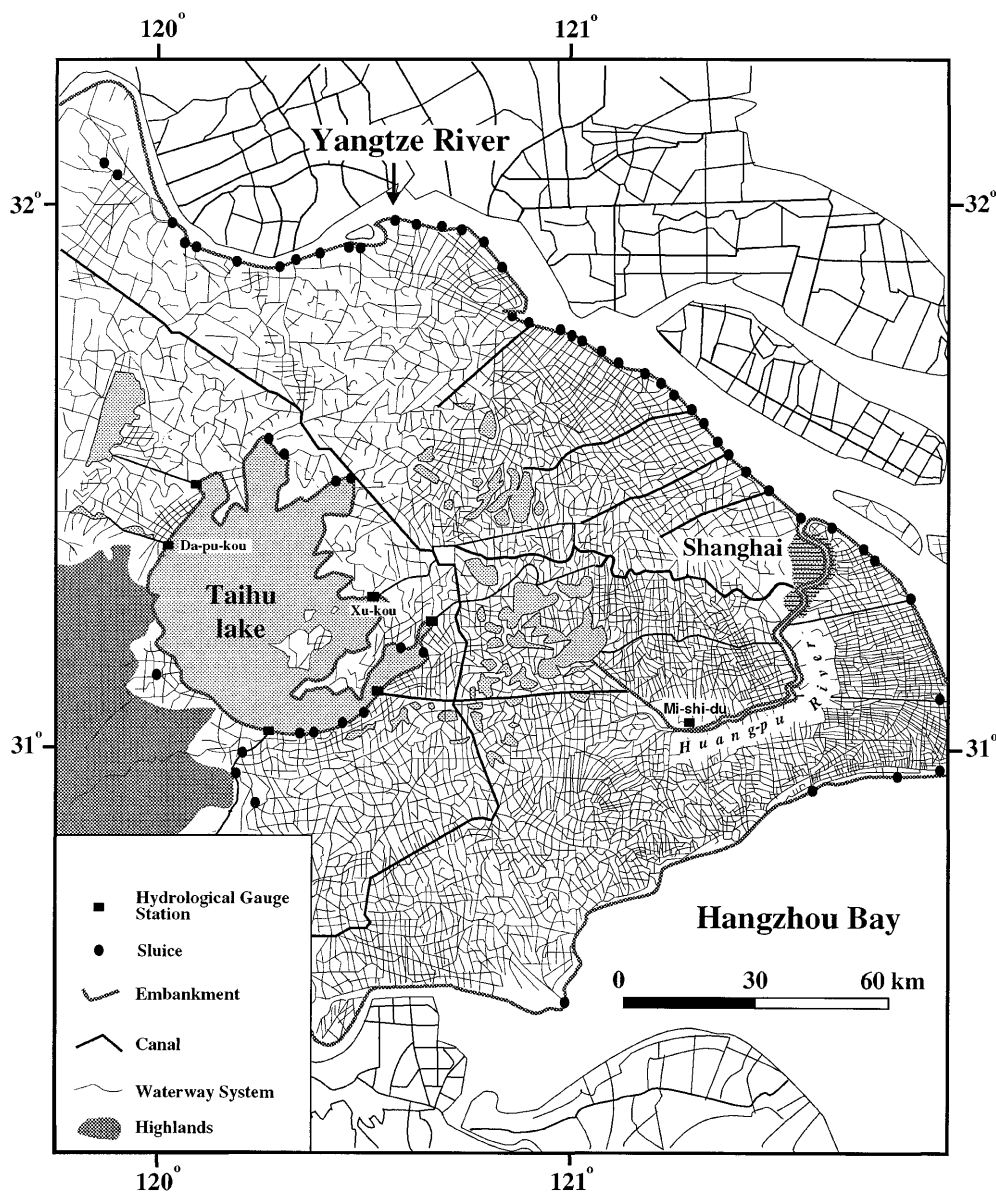 120°
121°
Yangtze River
32°
32°
Shanghai
Da-pu-kou
Taihu
lake
Xu-kou
Mi-shi-du
Huangpu River
31°
31°
Hydrological Gauge
Station
Sluice
Embankment
Canal
Waterway System
Highlands
Hangzhou Bay
0 30 60 km
120°
121°